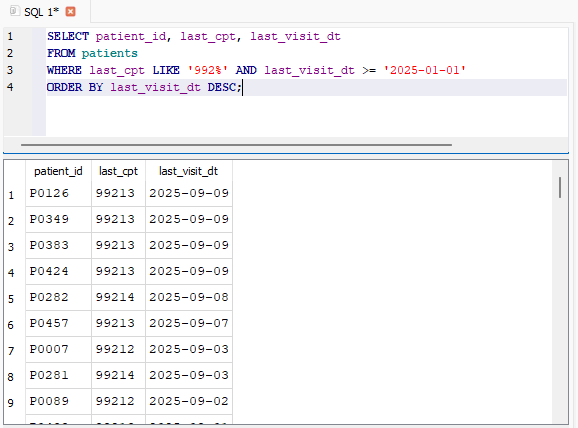 SQL 1*
1 SELECT patient_id, last_cpt, last_visit_dt
2 FROM patients
3 WHERE last_cpt LIKE '992%' AND last_visit_dt >= '2025-01-01'
4 ORDER BY last_visit_dt DESC;
patient_id last_cpt last_visit_dt
1 P0126 99213 2025-09-09
2 P0349 99213 2025-09-09
3 P0383 99213 2025-09-09
4 P0424 99213 2025-09-09
5 P0282 99214 2025-09-08
6 P0457 99213 2025-09-07
7 P0007 99212 2025-09-03
8 P0281 99214 2025-09-03
9 P0089 99212 2025-09-02